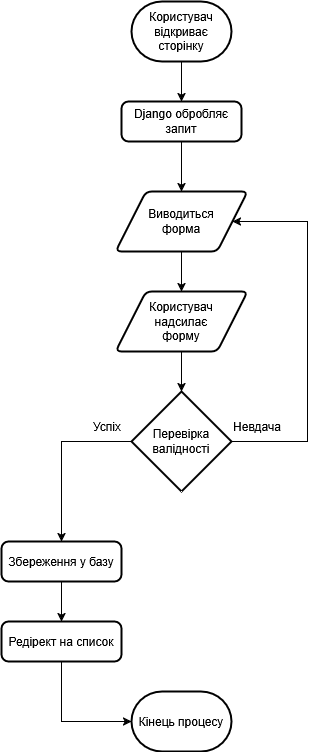 Користувач
відкриває
сторінку
Django обробляє
запит
Виводиться
форма
Користувач
надсилає
форму
Успіх
Перевірка
валідності
Невдача
Збереження у базу
Редірект на список
Кінець процесу